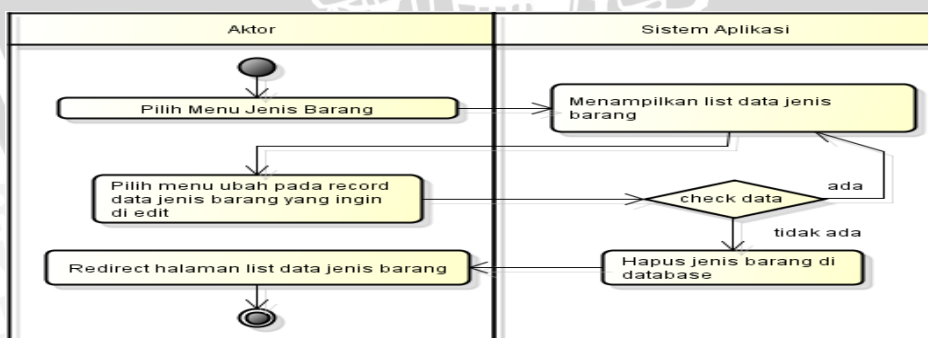 Aktor
Sistem Aplikasi
Pilih Menu Jenis Barang
Menampilkan list data jenis
barang
Pilih menu ubah pada record
data jenis barang yang ingin
di edit
check data
ada
tidak ada
Hapus jenis barang di
database
Redirect halaman list data jenis barang